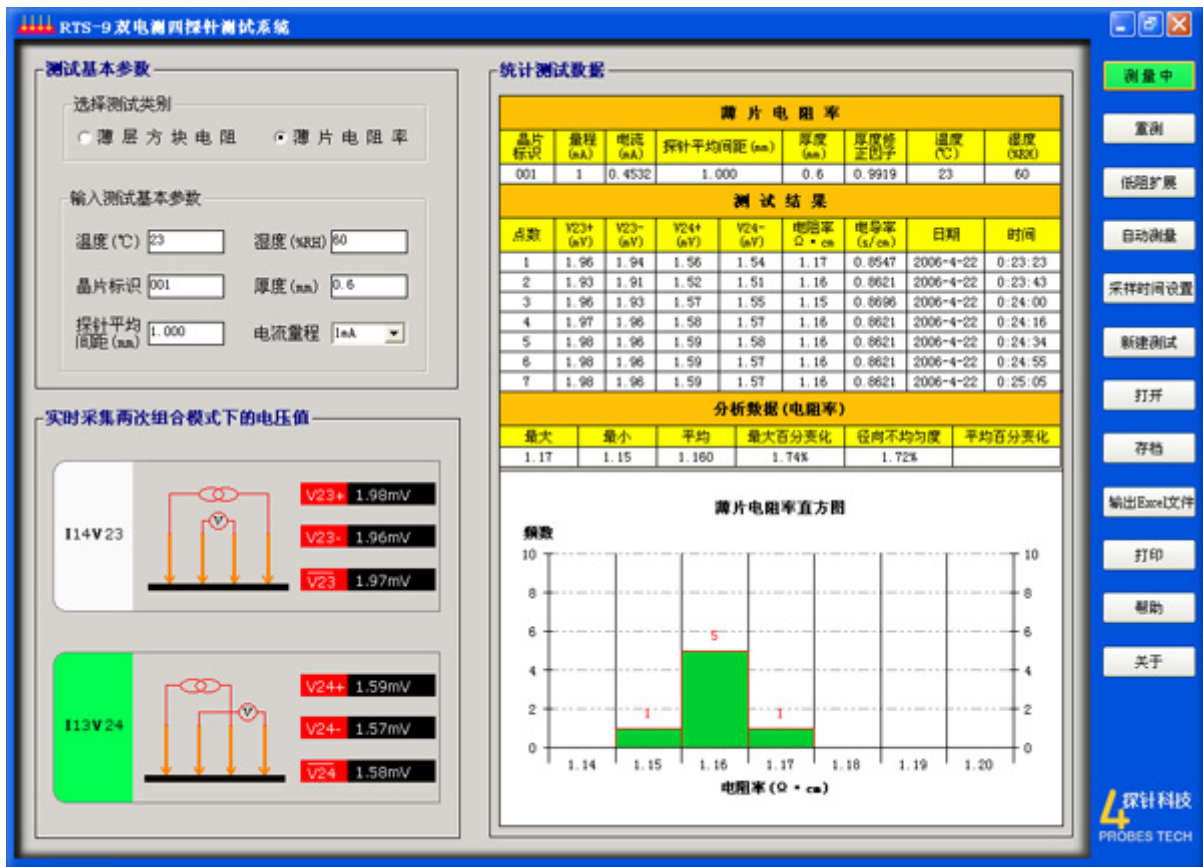 RTS-9双电测四探针测试系统
测试基本参数
选择测试类别
薄层方块电阻 薄片电阻率
输入测试基本参数
温度(℃) 23 湿度(%RH) 60
晶片标识 001 厚度(mm) 0.6
探针平均间距(mm) 1.000 电流量程 1mA
实时采集两次组合模式下的电压值
I14V23
V
V23+ 1.98mV
V23- 1.96mV
V23 1.97mV
I13V24
V
V24+ 1.59mV
V24- 1.57mV
V24 1.58mV
统计测试数据
薄片电阻率
晶片标识 量程(mA) 电流(mA) 探针平均间距(mm) 厚度(mm) 厚度修正因子 温度(℃) 湿度(%RH)
001 1 0.4532 1.000 0.6 0.9919 23 60
测试结果
点数 V23+(mV) V23-(mV) V24+(mV) V24-(mV) 电阻率Ω·cm 电导率(s/cm) 日期 时间
1 1.96 1.94 1.56 1.54 1.17 0.8547 2006-4-22 0:23:23
2 1.93 1.91 1.52 1.51 1.16 0.8621 2006-4-22 0:23:43
3 1.96 1.93 1.57 1.55 1.15 0.8696 2006-4-22 0:24:00
4 1.97 1.96 1.58 1.57 1.16 0.8621 2006-4-22 0:24:16
5 1.98 1.96 1.59 1.58 1.16 0.8621 2006-4-22 0:24:34
6 1.98 1.96 1.59 1.57 1.16 0.8621 2006-4-22 0:24:55
7 1.98 1.96 1.59 1.57 1.16 0.8621 2006-4-22 0:25:05
分析数据(电阻率)
最大 最小 平均 最大百分变化 径向不均匀度 平均百分变化
1.17 1.15 1.160 1.74% 1.72%
薄片电阻率直方图
频数
10 10
8 8
6 6
5
4 4
2 2
1 1
0 0
1.14 1.15 1.16 1.17 1.18 1.19 1.20
电阻率(Ω·cm)
测量中
重测
低阻扩展
自动测量
采样时间设置
新建测试
打开
存档
输出Excel文件
打印
帮助
关于
4探针科技
PROBES TECH